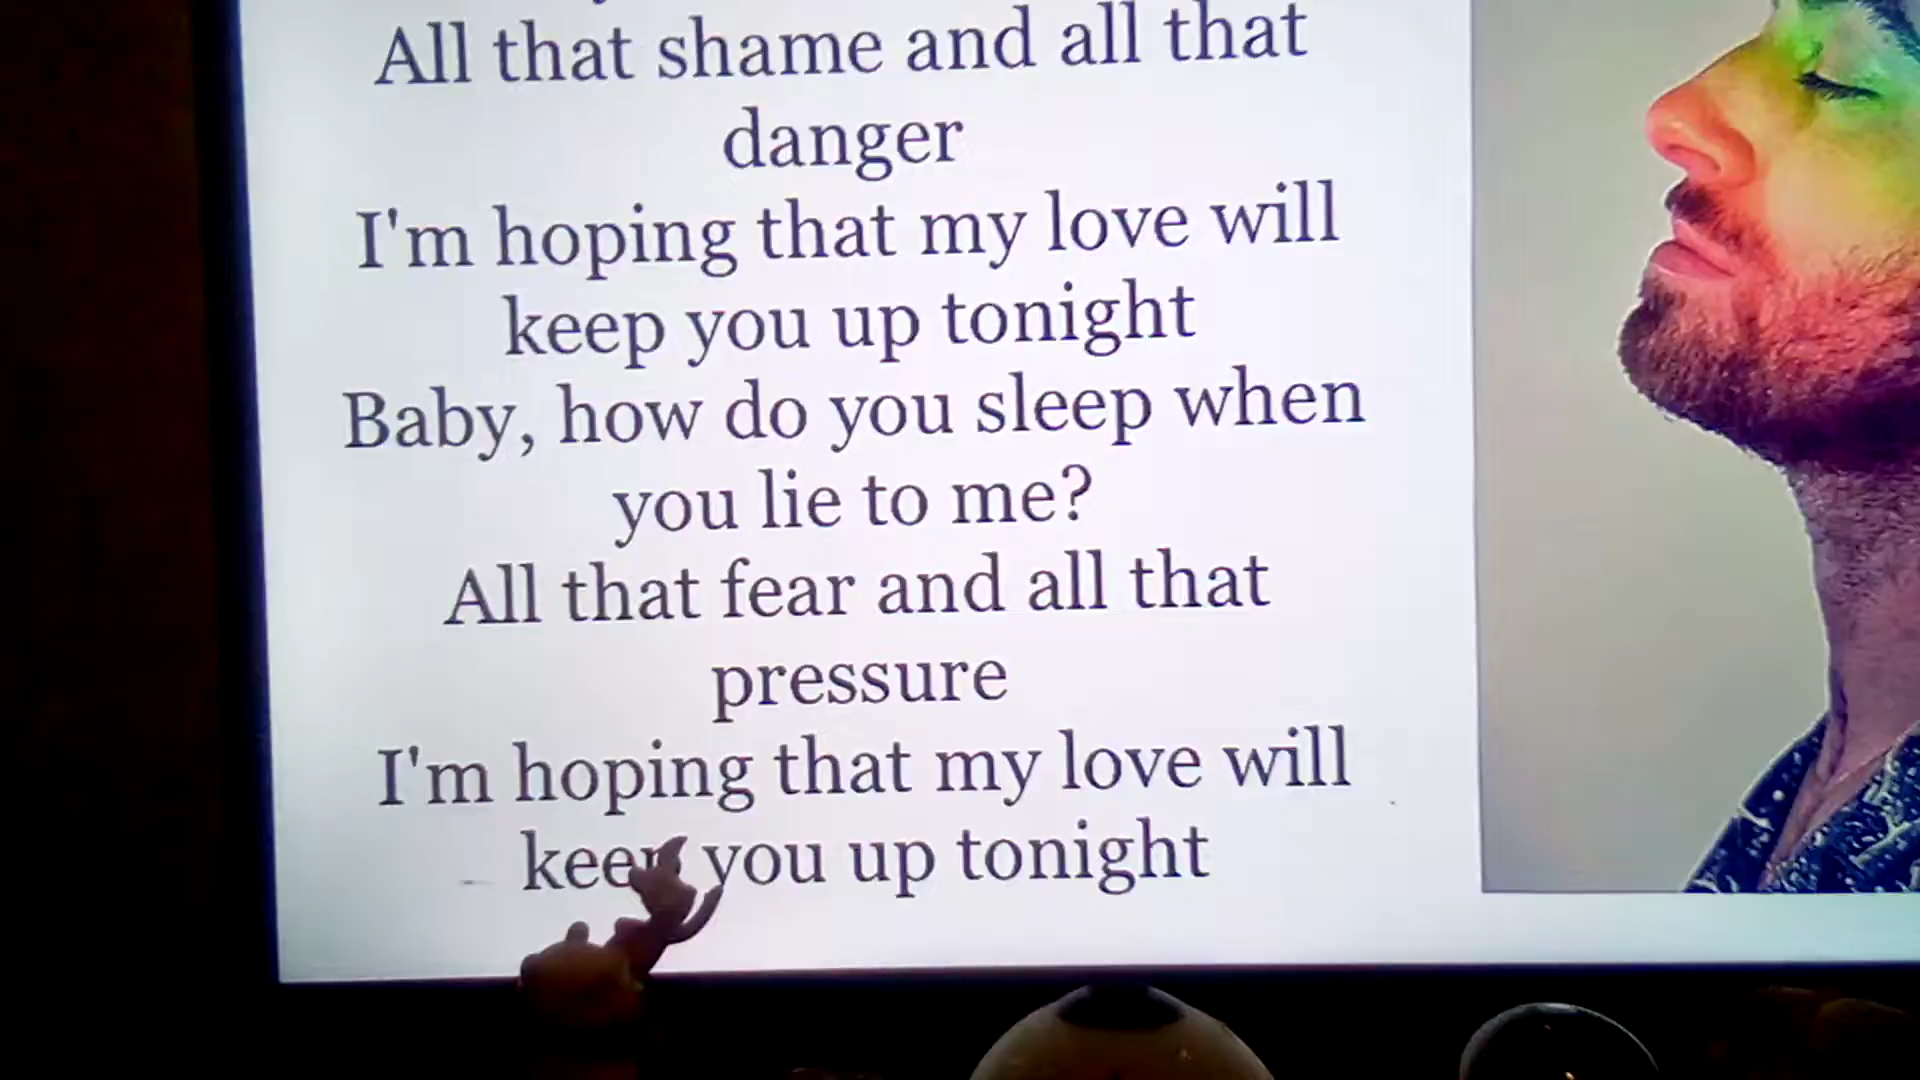 All that shame and all that
danger
I'm hoping that my love will
keep you up tonight
Baby, how do you sleep when
you lie to me?
All that fear and all that
pressure
I'm hoping that my love will
keep you up tonight